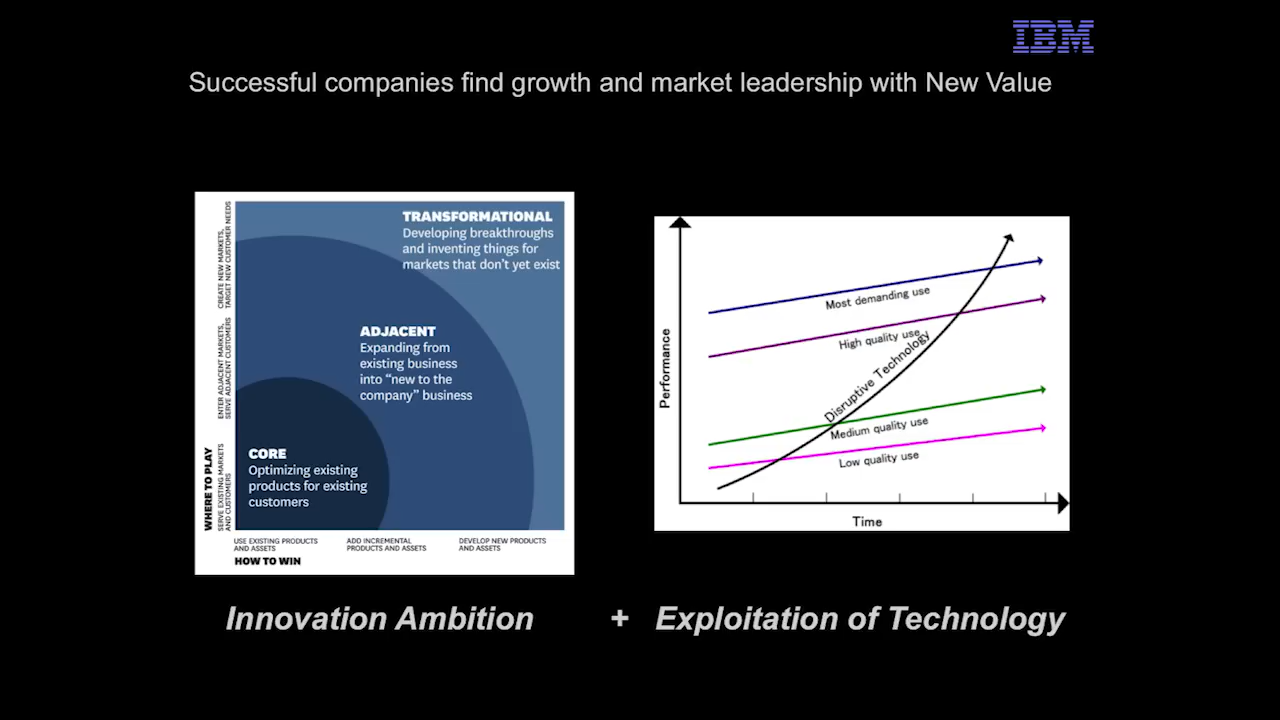 IBM
Successful companies find growth and market leadership with New Value
TRANSFORMATIONAL
Developing breakthroughs
and inventing things for
markets that don't yet exist
ADJACENT
Expanding from
existing business
into "new to the
company" business
CORE
Optimizing existing
products for existing
customers
WHERE TO PLAY
CREATE NEW MARKETS,
TARGET NEW CUSTOMER NEEDS
ENTER ADJACENT MARKETS,
SERVE ADJACENT CUSTOMERS
SERVE EXISTING MARKETS
AND CUSTOMERS
USE EXISTING PRODUCTS
AND ASSETS
ADD INCREMENTAL
PRODUCTS AND ASSETS
DEVELOP NEW PRODUCTS
AND ASSETS
HOW TO WIN
Performance
Most demanding use
High quality use
Disruptive Technology
Medium quality use
Low quality use
Time
Innovation Ambition + Exploitation of Technology